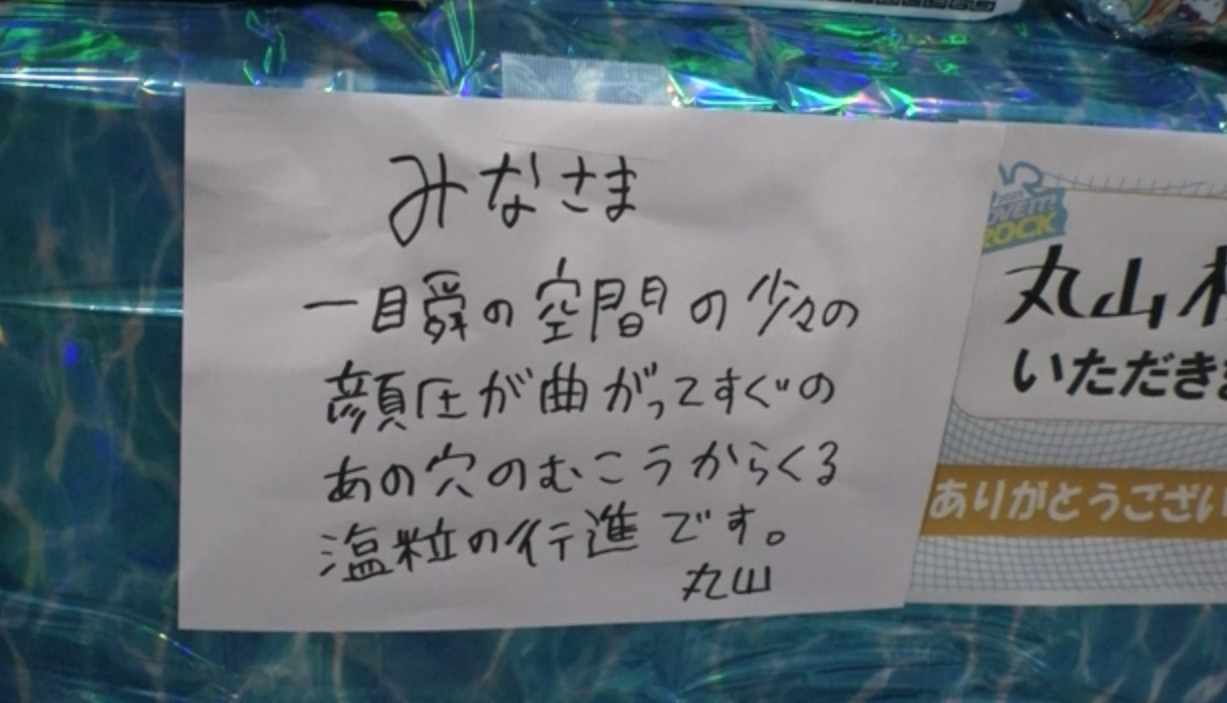 みなさま
一瞬の空間の少々の
顔圧が曲がってすぐの
あの穴のむこうからくる
塩粒の行進です。
丸山
OVE IT!
ROCK
丸山
いただき
ありがとうござい